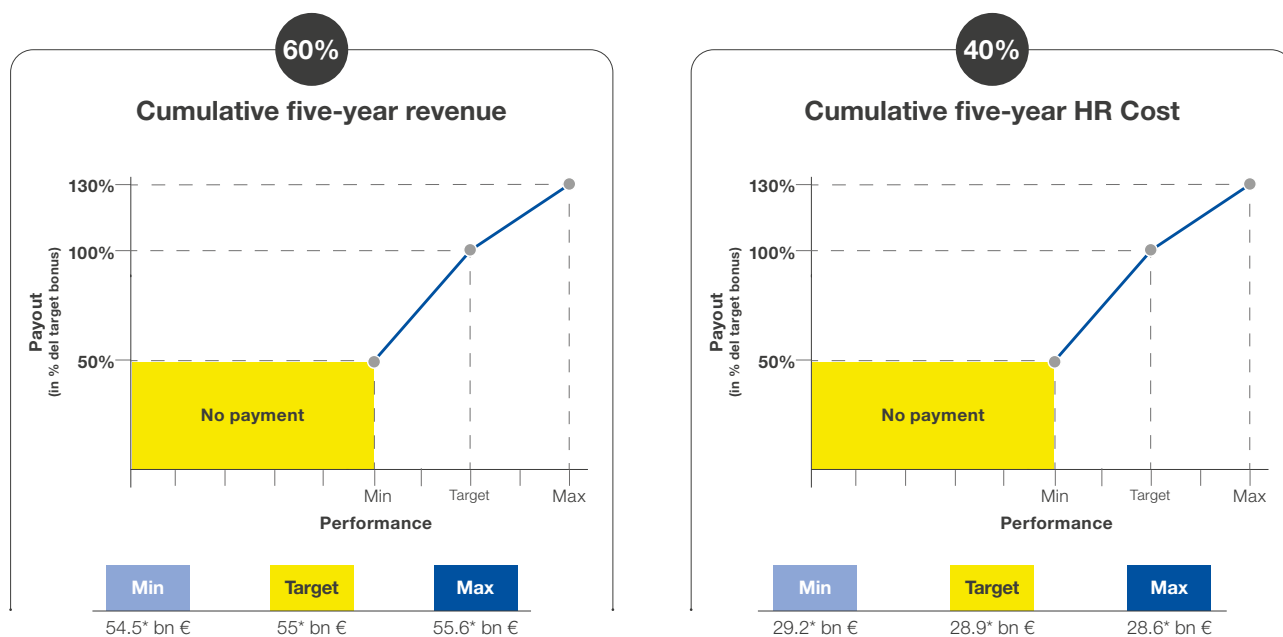 60%
Cumulative five-year revenue
130%
100%
50%
Payout
(in % del target bonus)
No payment
Min
Target
Max
Performance
Min
Target
Max
54.5* bn €
55* bn €
55.6* bn €
40%
Cumulative five-year HR Cost
130%
100%
50%
Payout
(in % del target bonus)
No payment
Min
Target
Max
Performance
Min
Target
Max
29.2* bn €
28.9* bn €
28.6* bn €